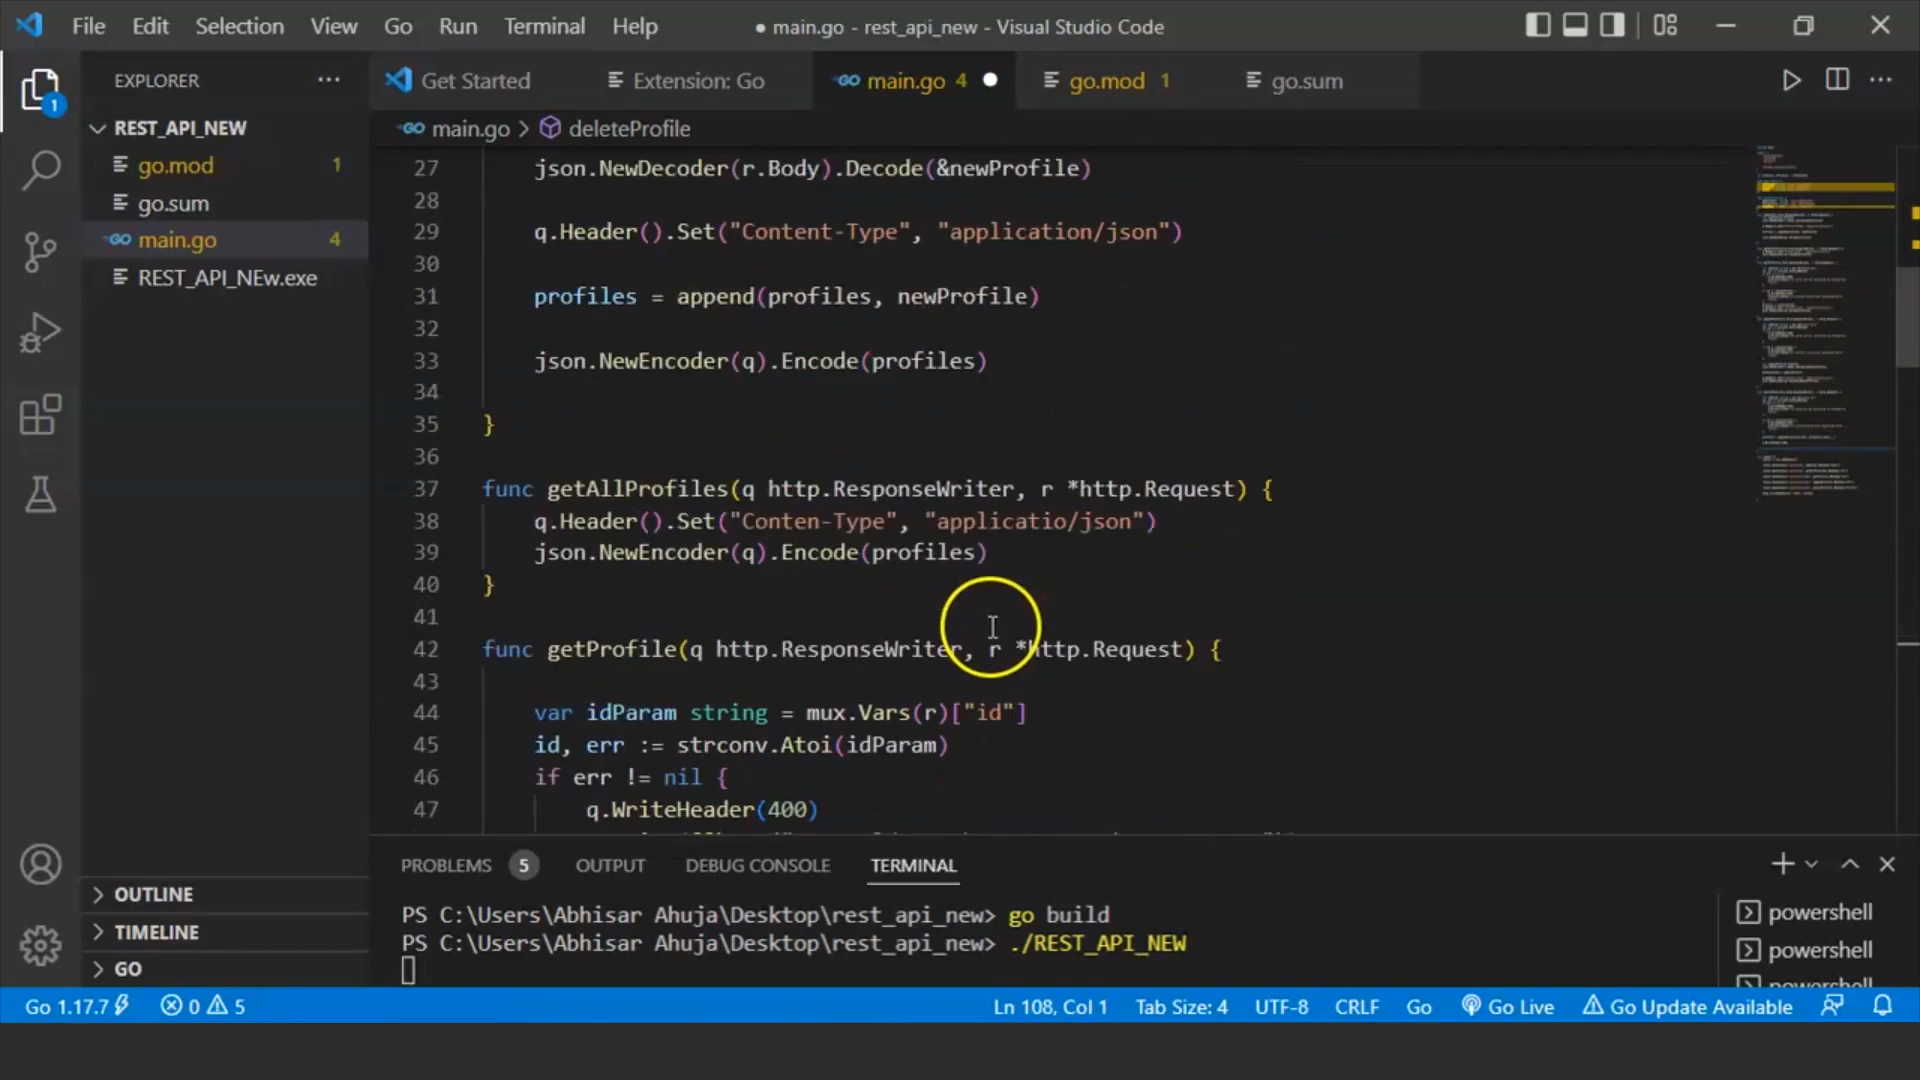 File Edit Selection View Go Run Terminal Help
● main.go - rest_api_new - Visual Studio Code
EXPLORER
Get Started
Extension: Go
main.go 4
go.mod 1
go.sum
REST_API_NEW
go.mod 1
go.sum
main.go 4
REST_API_NEw.exe
OUTLINE
TIMELINE
GO
1
main.go > deleteProfile
27 json.NewDecoder(r.Body).Decode(&newProfile)
28
29 q.Header().Set("Content-Type", "application/json")
30
31 profiles = append(profiles, newProfile)
32
33 json.NewEncoder(q).Encode(profiles)
34
35 }
36
37 func getAllProfiles(q http.ResponseWriter, r *http.Request) {
38 q.Header().Set("Conten-Type", "applicatio/json")
39 json.NewEncoder(q).Encode(profiles)
40 }
41
42 func getProfile(q http.ResponseWriter, r *http.Request) {
43
44 var idParam string = mux.Vars(r)["id"]
45 id, err := strconv.Atoi(idParam)
46 if err != nil {
47 q.WriteHeader(400)
PROBLEMS 5 OUTPUT DEBUG CONSOLE TERMINAL
PS C:\Users\Abhisar Ahuja\Desktop\rest_api_new> go build
PS C:\Users\Abhisar Ahuja\Desktop\rest_api_new> ./REST_API_NEW
powershell
powershell
Go 1.17.7 0 5 Ln 108, Col 1 Tab Size: 4 UTF-8 CRLF Go Go Live Go Update Available